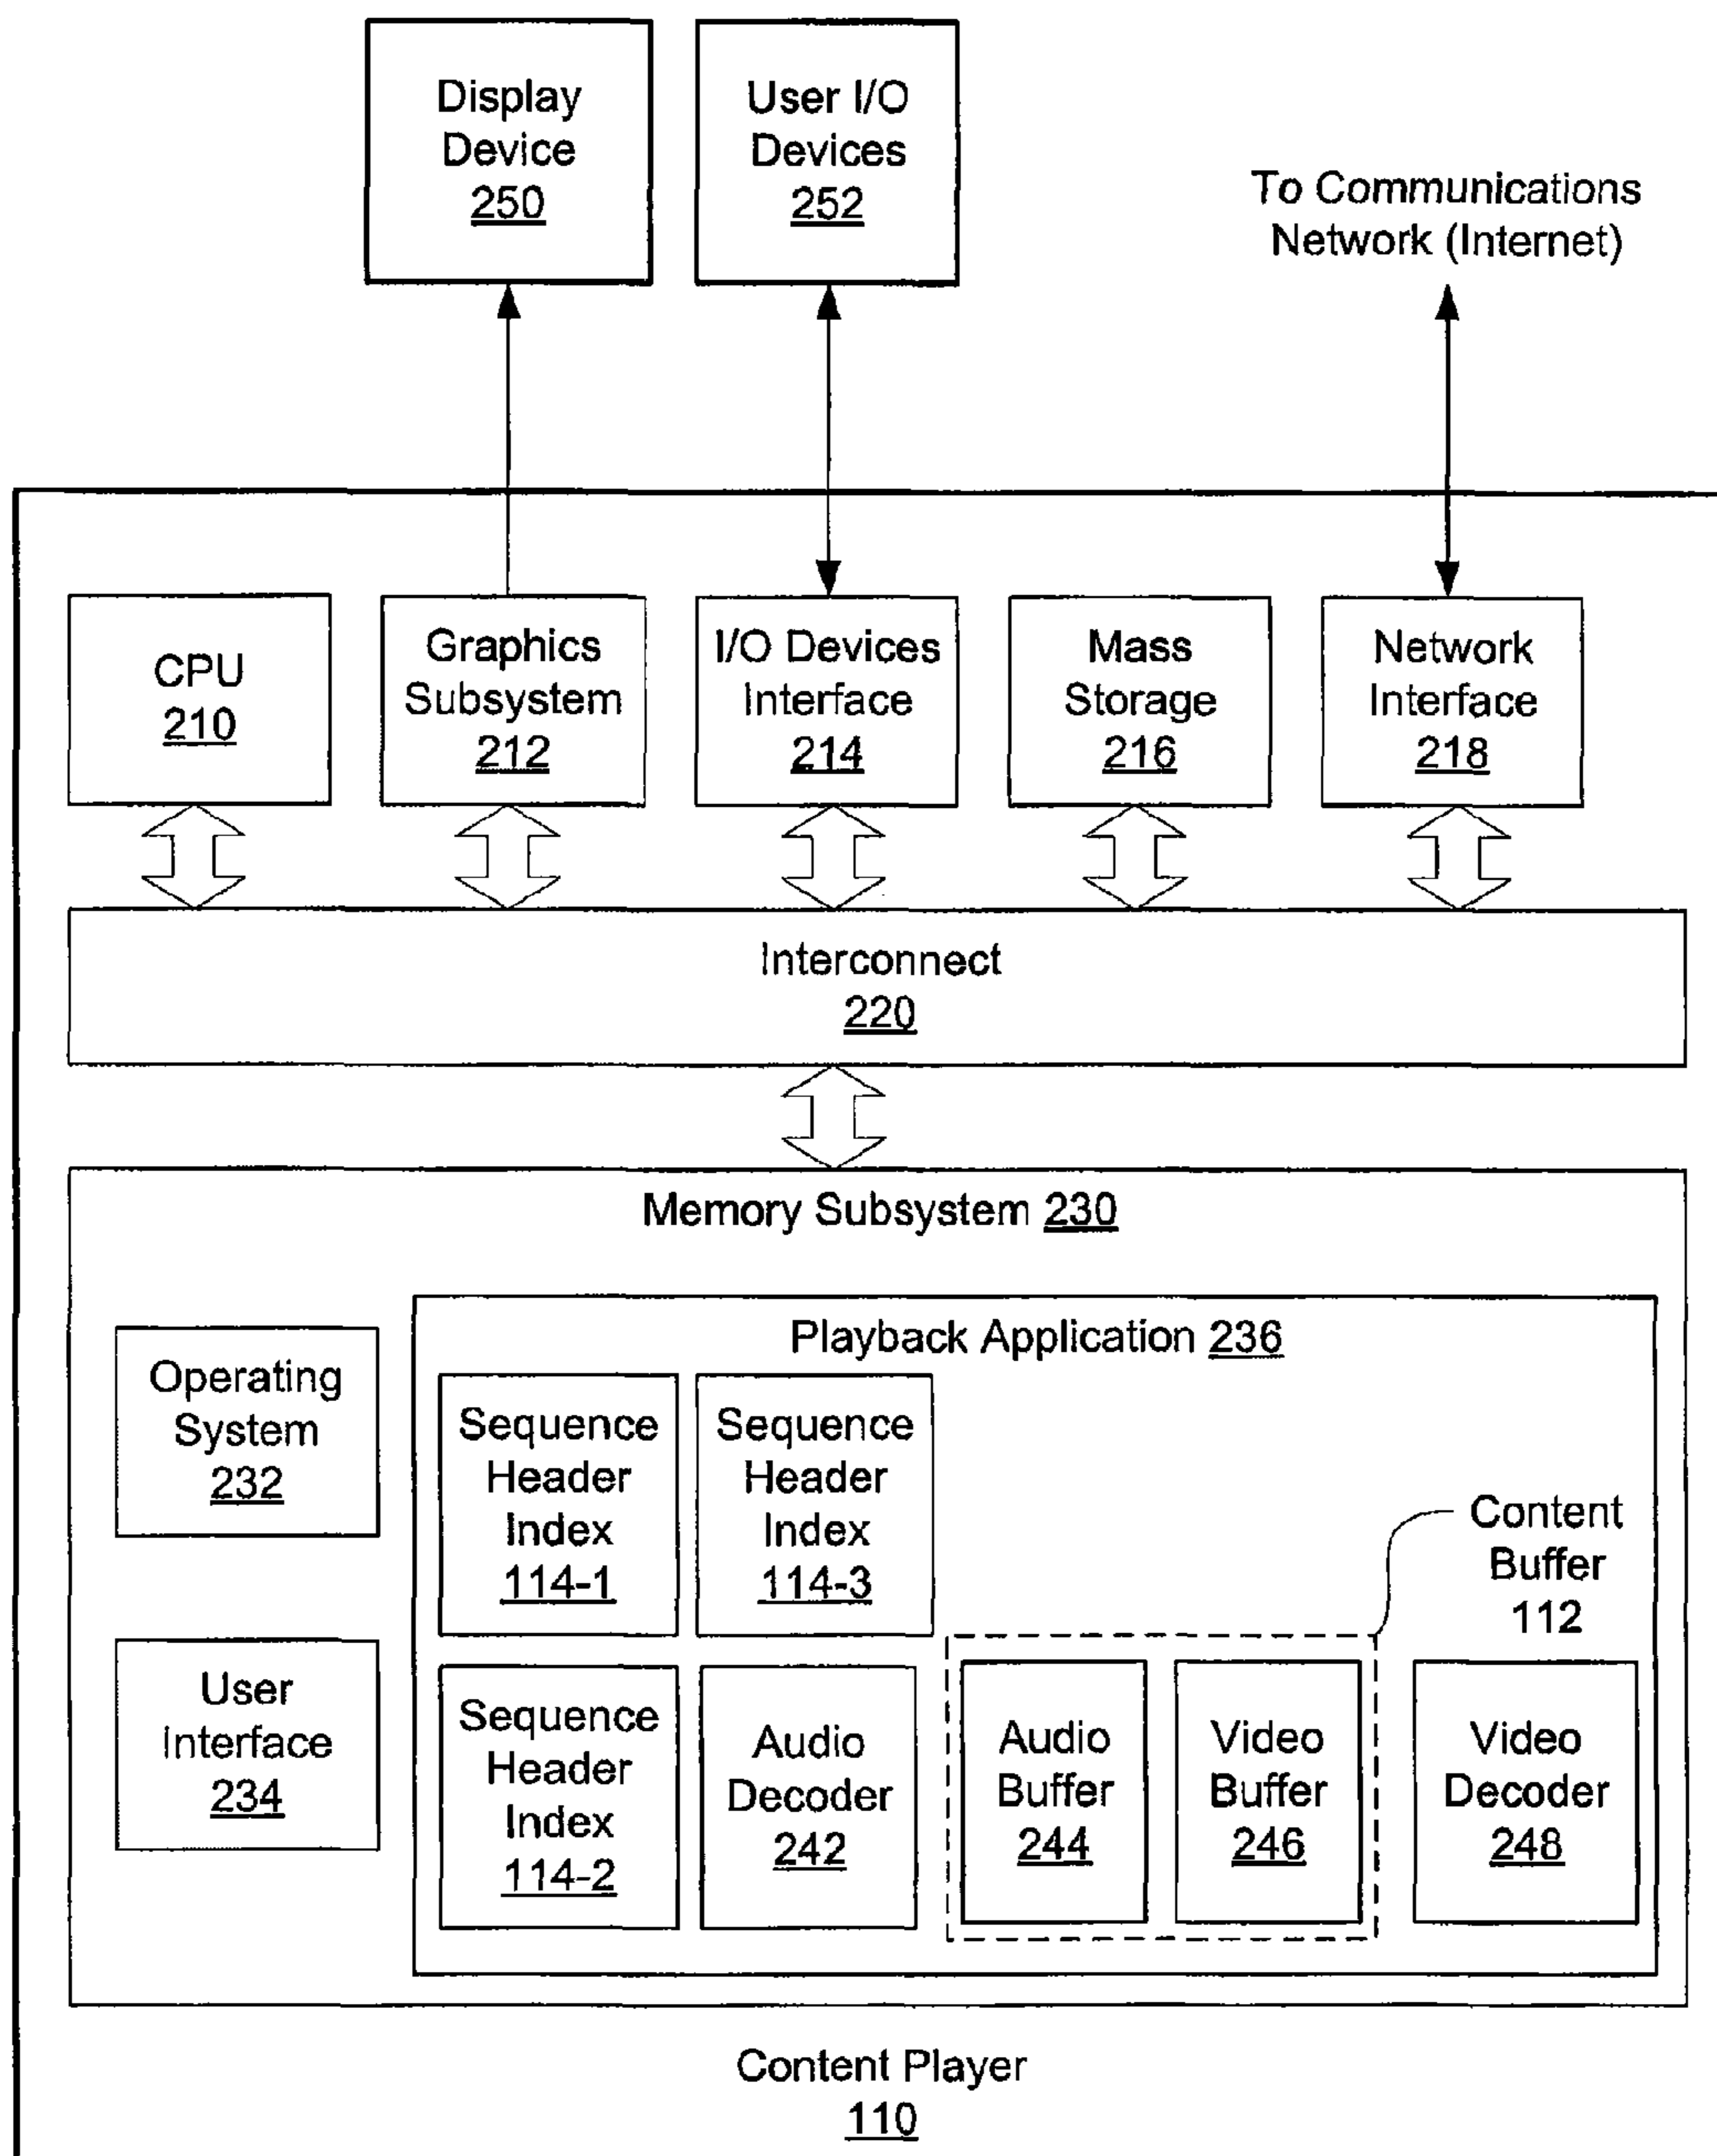 Display
Device
250
User I/O
Devices
252
To Communications
Network (Internet)
CPU
210
Graphics
Subsystem
212
I/O Devices
Interface
214
Mass
Storage
216
Network
Interface
218
Interconnect
220
Memory Subsystem 230
Operating
System
232
User
Interface
234
Playback Application 236
Sequence
Header
Index
114-1
Sequence
Header
Index
114-3
Content
Buffer
112
Sequence
Header
Index
114-2
Audio
Decoder
242
Audio
Buffer
244
Video
Buffer
246
Video
Decoder
248
Content Player
110